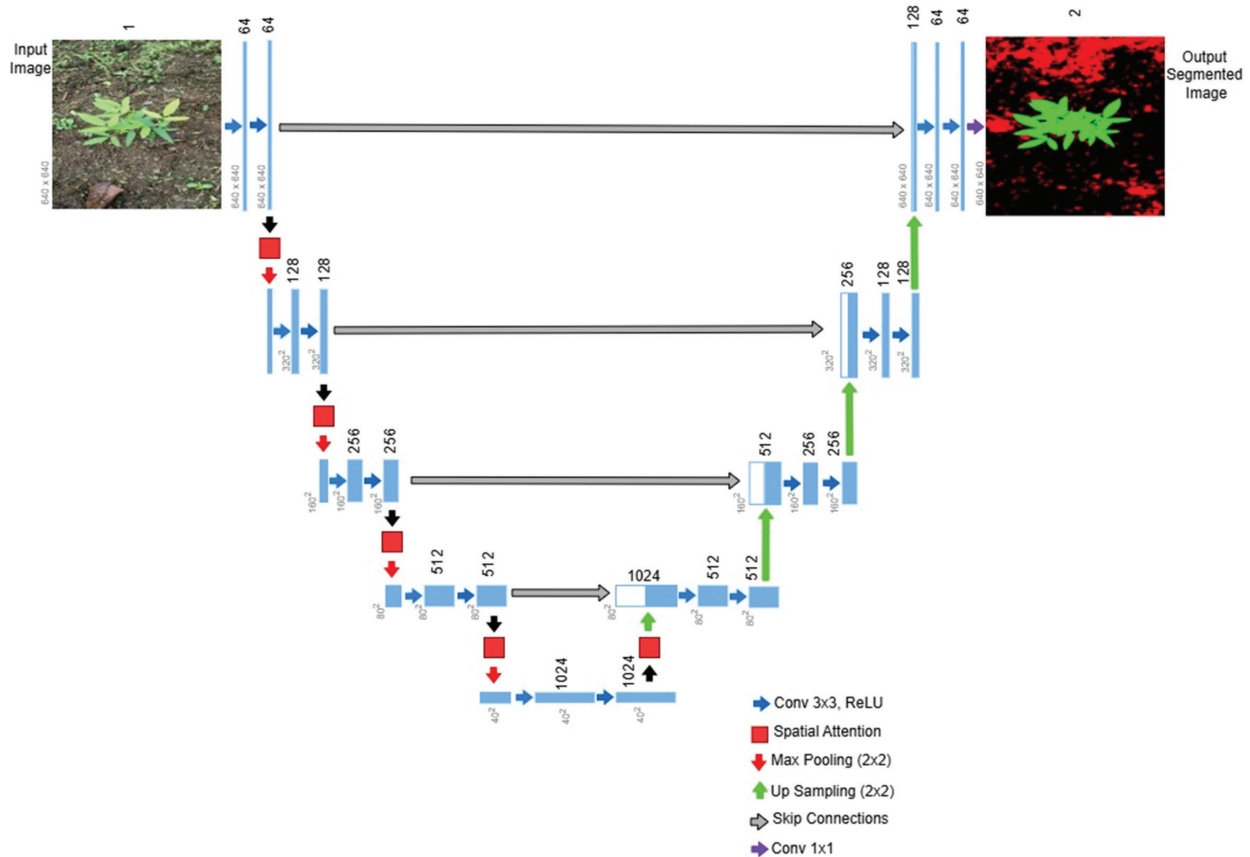 Input
Image
1
64
64
128
64
64
2
Output
Segmented
Image
640 x 640
640 x 640
640 x 640
640 x 640
640 x 640
640 x 640
640 x 640
128
128
256
128
128
320²
320²
320²
320²
320²
256
256
512
256
256
160²
160²
160²
160²
160²
160²
512
512
1024
512
512
80²
80²
80²
80²
80²
80²
1024
1024
40²
40²
40²
Conv 3x3, ReLU
Spatial Attention
Max Pooling (2x2)
Up Sampling (2x2)
Skip Connections
Conv 1x1